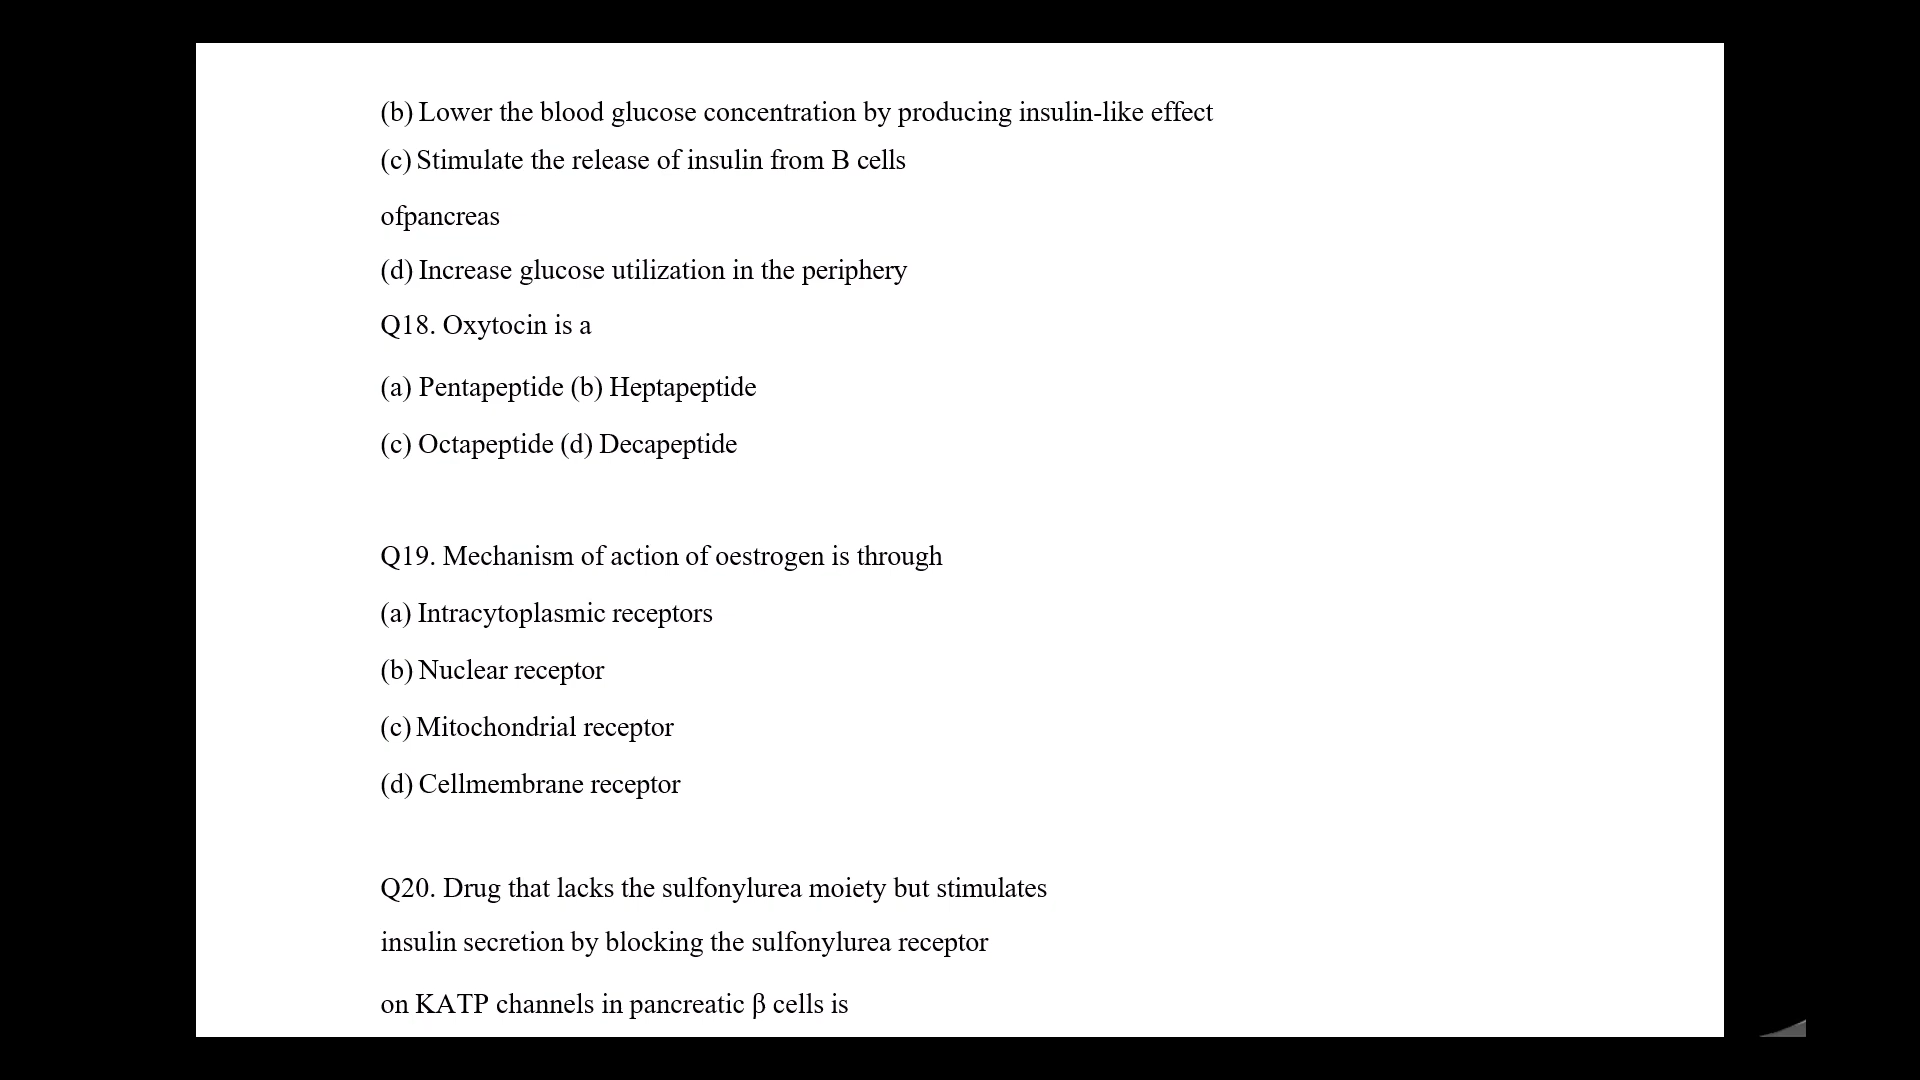 (b) Lower the blood glucose concentration by producing insulin-like effect
(c) Stimulate the release of insulin from B cells
ofpancreas
(d) Increase glucose utilization in the periphery
Q18. Oxytocin is a
(a) Pentapeptide (b) Heptapeptide
(c) Octapeptide (d) Decapeptide
Q19. Mechanism of action of oestrogen is through
(a) Intracytoplasmic receptors
(b) Nuclear receptor
(c) Mitochondrial receptor
(d) Cellmembrane receptor
Q20. Drug that lacks the sulfonylurea moiety but stimulates
insulin secretion by blocking the sulfonylurea receptor
on KATP channels in pancreatic β cells is